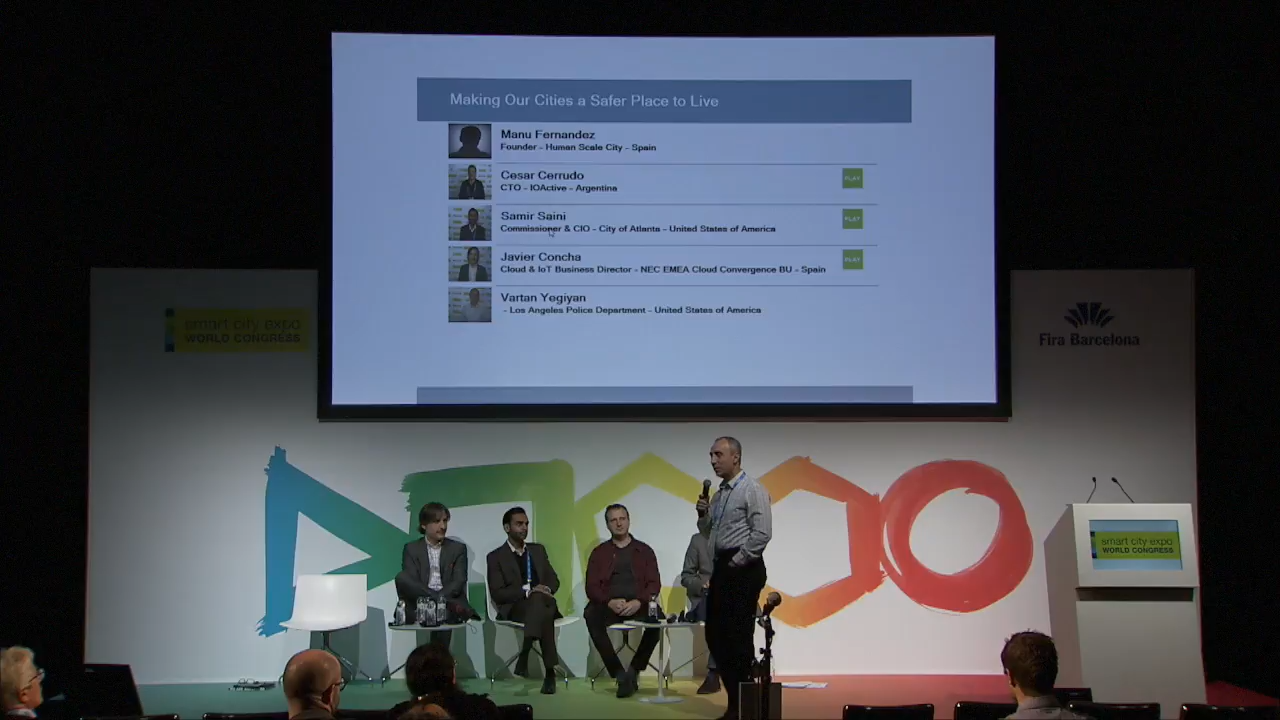 Making Our Cities a Safer Place to Live
Manu Fernandez
Founder - Human Scale City - Spain
Cesar Cerrudo
CTO - IOActive - Argentina
PLAY
Samir Saini
Commissioner & CIO - City of Atlanta - United States of America
PLAY
Javier Concha
Cloud & IoT Business Director - NEC EMEA Cloud Convergence BU - Spain
PLAY
Vartan Yegiyan
- Los Angeles Police Department - United States of America
smart city expo
WORLD CONGRESS
Fira Barcelona
smart city expo
WORLD CONGRESS